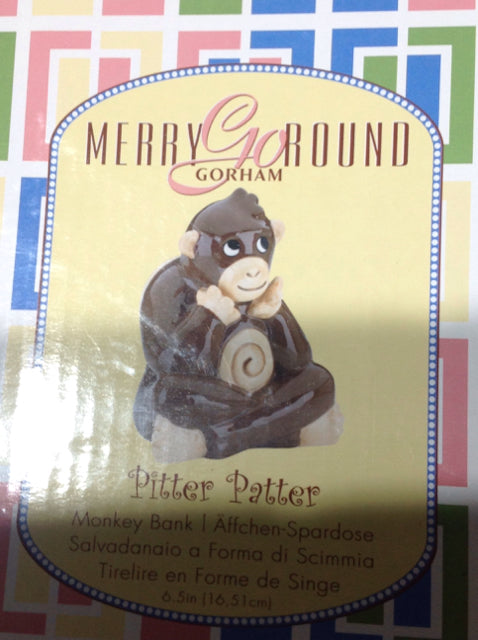 MERRY Go ROUND
GORHAM
Pitter Patter
Monkey Bank | Äffchen-Spardose
Salvadanaio a Forma di Scimmia
Tirelire en Forme de Singe
6.5in (16,51cm)